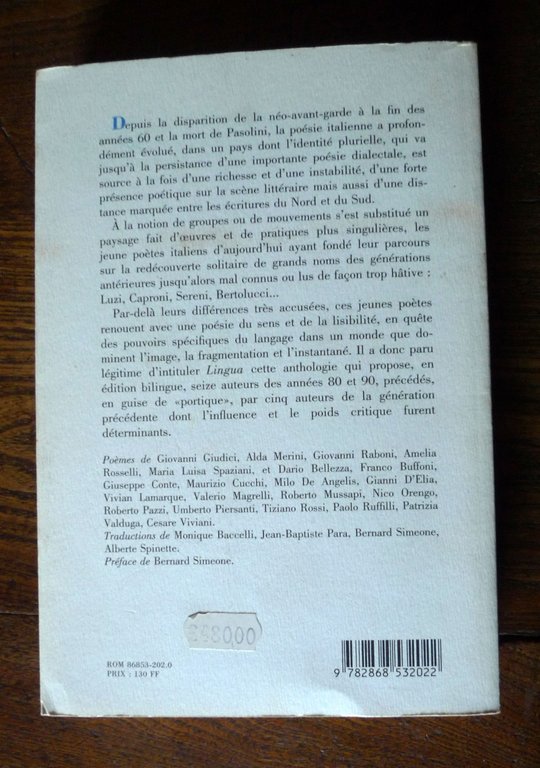 Depuis la disparition de la néo-avant-garde à la fin des
années 60 et la mort de Pasolini, la poésie italienne a profon-
dément évolué, dans un pays dont l'identité plurielle, qui va
jusqu'à la persistance d'une importante poésie dialectale, est
source à la fois d'une richesse et d'une instabilité, d'une forte
présence poétique sur la scène littéraire mais aussi d'une dis-
tance marquée entre les écritures du Nord et du Sud.
À la notion de groupes ou de mouvements s'est substitué un
paysage fait d'œuvres et de pratiques plus singulières, les
jeune poètes italiens d'aujourd'hui ayant fondé leur parcours
sur la redécouverte solitaire de grands noms des générations
antérieures jusqu'alors mal connus ou lus de façon trop hâtive :
Luzi, Caproni, Sereni, Bertolucci...
Par-delà leurs différences très accusées, ces jeunes poètes
renouent avec une poésie du sens et de la lisibilité, en quête
des pouvoirs spécifiques du langage dans un monde que do-
minent l'image, la fragmentation et l'instantané. Il a donc paru
légitime d'intituler Lingua cette anthologie qui propose, en
édition bilingue, seize auteurs des années 80 et 90, précédés,
en guise de «portique», par cinq auteurs de la génération
précédente dont l'influence et le poids critique furent
déterminants.
Poèmes de Giovanni Giudici, Alda Merini, Giovanni Raboni, Amelia
Rosselli, Maria Luisa Spaziani, et Dario Bellezza, Franco Buffoni,
Giuseppe Conte, Maurizio Cucchi, Milo De Angelis, Gianni D'Elia,
Vivian Lamarque, Valerio Magrelli, Roberto Mussapi, Nico Orengo,
Roberto Pazzi, Umberto Piersanti, Tiziano Rossi, Paolo Ruffilli, Patrizia
Valduga, Cesare Viviani.
Traductions de Monique Baccelli, Jean-Baptiste Para, Bernard Simeone,
Alberte Spinette.
Préface de Bernard Simeone.
ROM 86853-202.0
PRIX : 130 FF
9 782868 532022